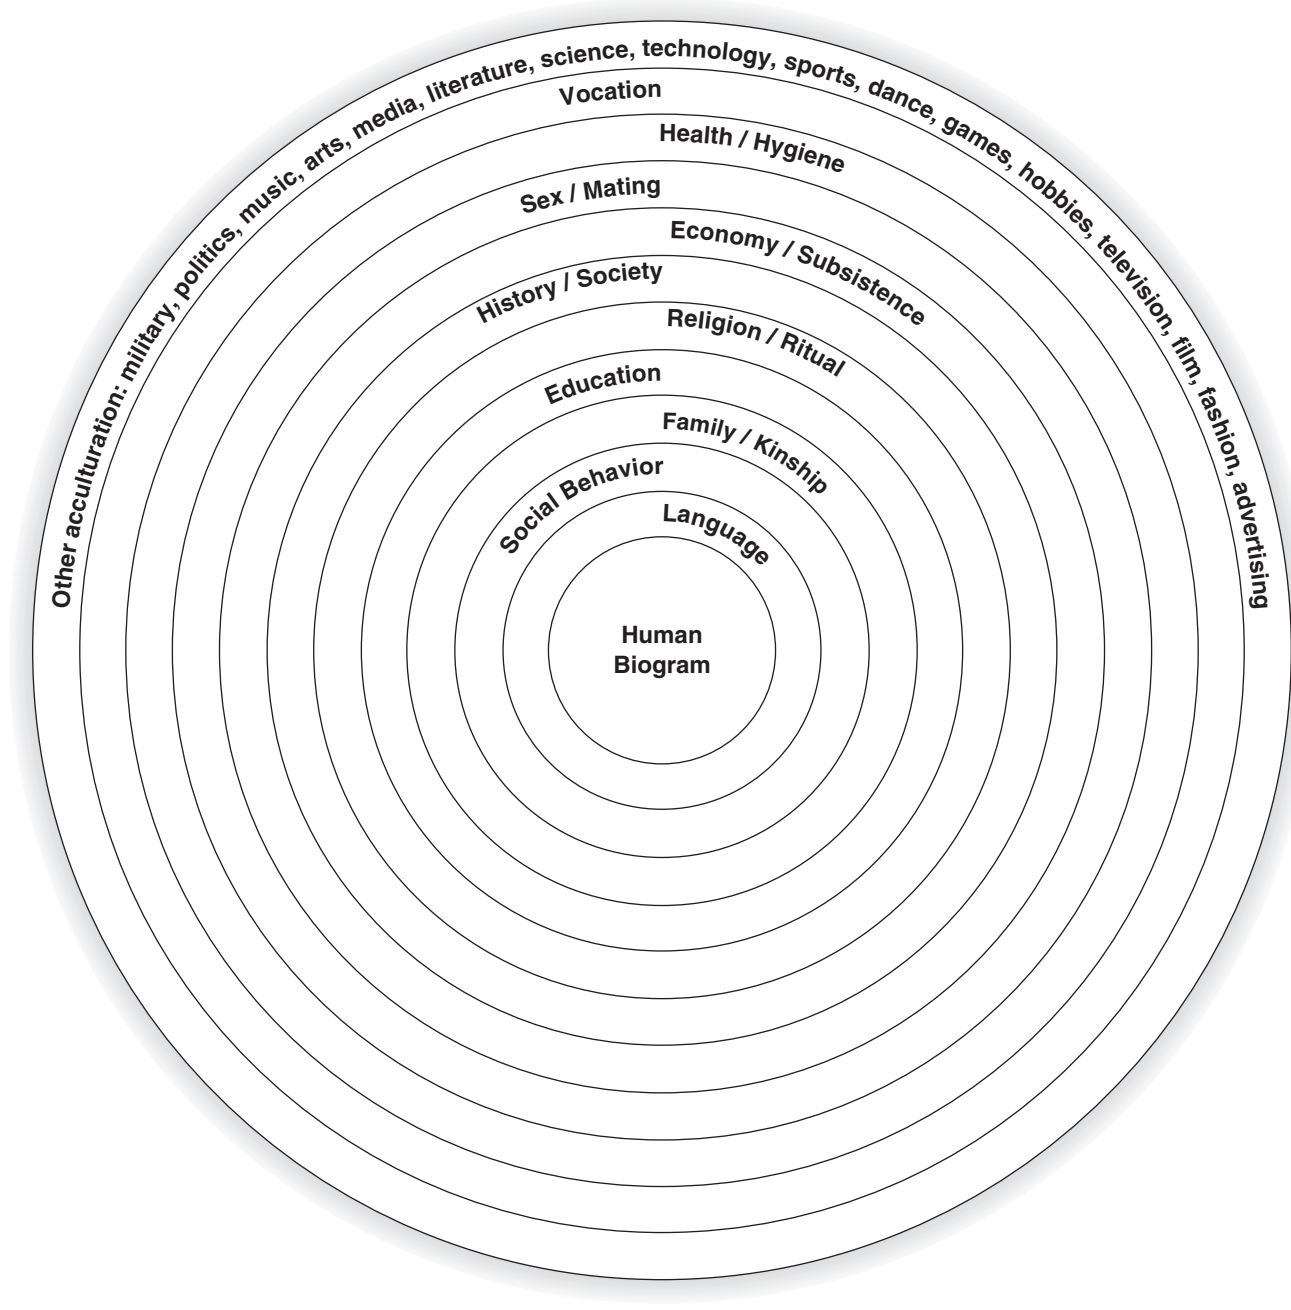 Other acculturation: military, politics, music, arts, media, literature, science, technology, sports, dance, games, hobbies, television, film, fashion, advertising
Vocation
Health / Hygiene
Sex / Mating
Economy / Subsistence
History / Society
Religion / Ritual
Education
Family / Kinship
Social Behavior
Language
Human
Biogram